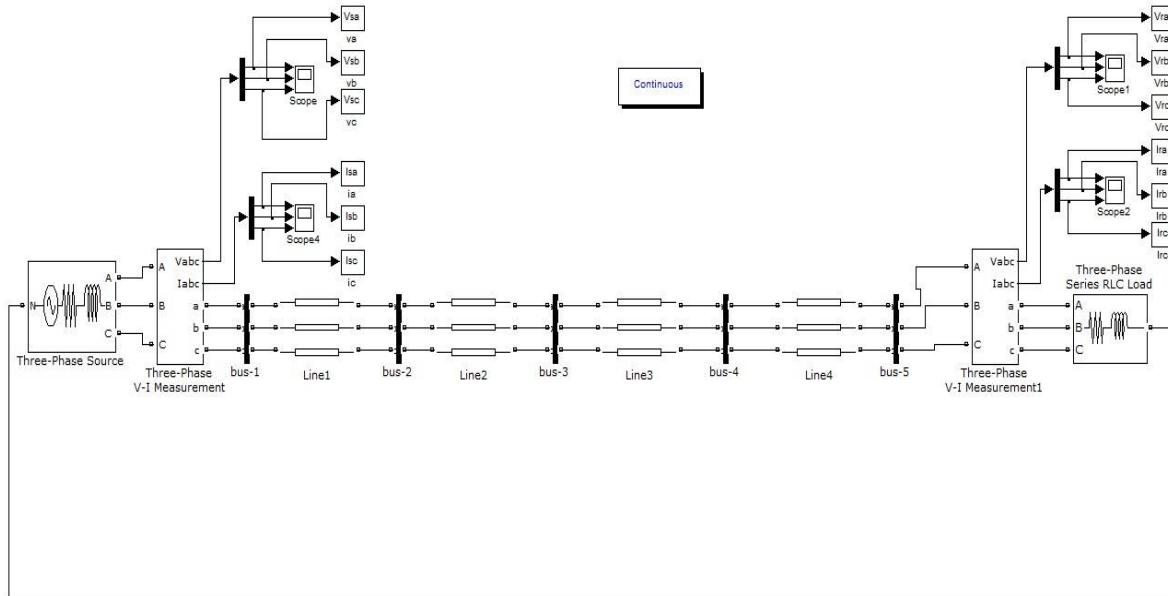 Vsa
va
Vsb
vb
Vsc
vc
Scope
Isa
ia
Isb
ib
Isc
ic
Scope4
Continuous
Vra
Vra
Vrb
Vrb
Vrc
Vrc
Scope1
Ira
Ira
Irb
Irb
Irc
Irc
Scope2
N
A
B
C
Three-Phase Source
A
B
C
Vabc
Iabc
a
b
c
Three-Phase
V-I Measurement
bus-1
Line1
bus-2
Line2
bus-3
Line3
bus-4
Line4
bus-5
A
B
C
Vabc
Iabc
a
b
c
Three-Phase
V-I Measurement1
Three-Phase
Series RLC Load
A
B
C